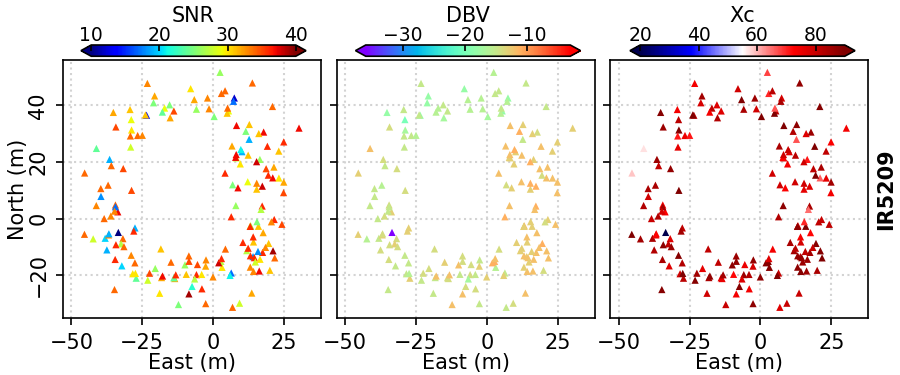 SNR DBV Xc
10 20 30 40 −30 −20 −10 20 40 60 80
40
20
0
−20
North (m)
−50 −25 0 25 −50 −25 0 25 −50 −25 0 25
East (m) East (m) East (m)
IR5209